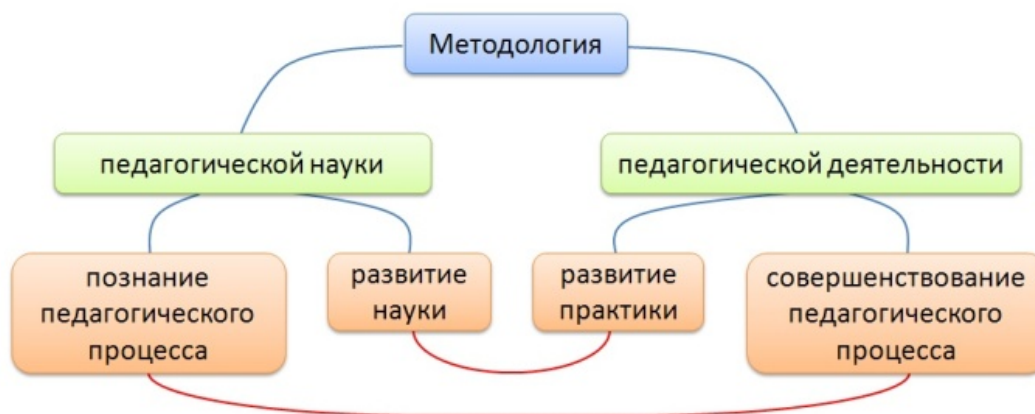 Методология
педагогической науки
педагогической деятельности
познание
педагогического
процесса
развитие
науки
развитие
практики
совершенствование
педагогического
процесса